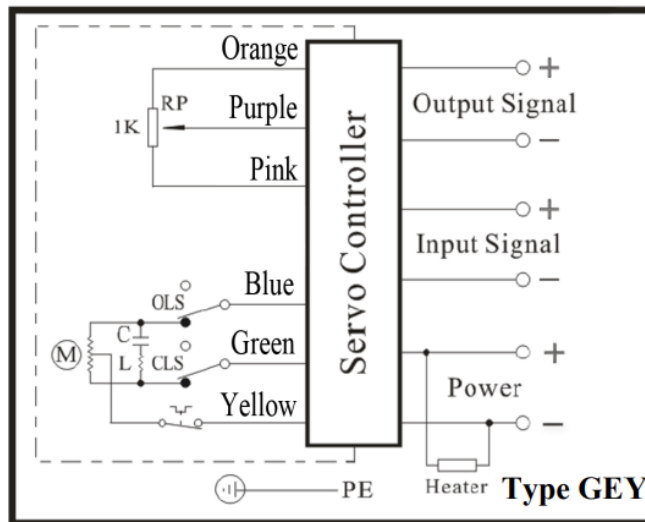 Orange
+
RP
Purple
Output Signal
1K
−
Pink
Servo Controller
+
Input Signal
Blue
−
OLS
C
Green
+
M
L
CLS
Power
Yellow
−
PE
Heater
Type GEY